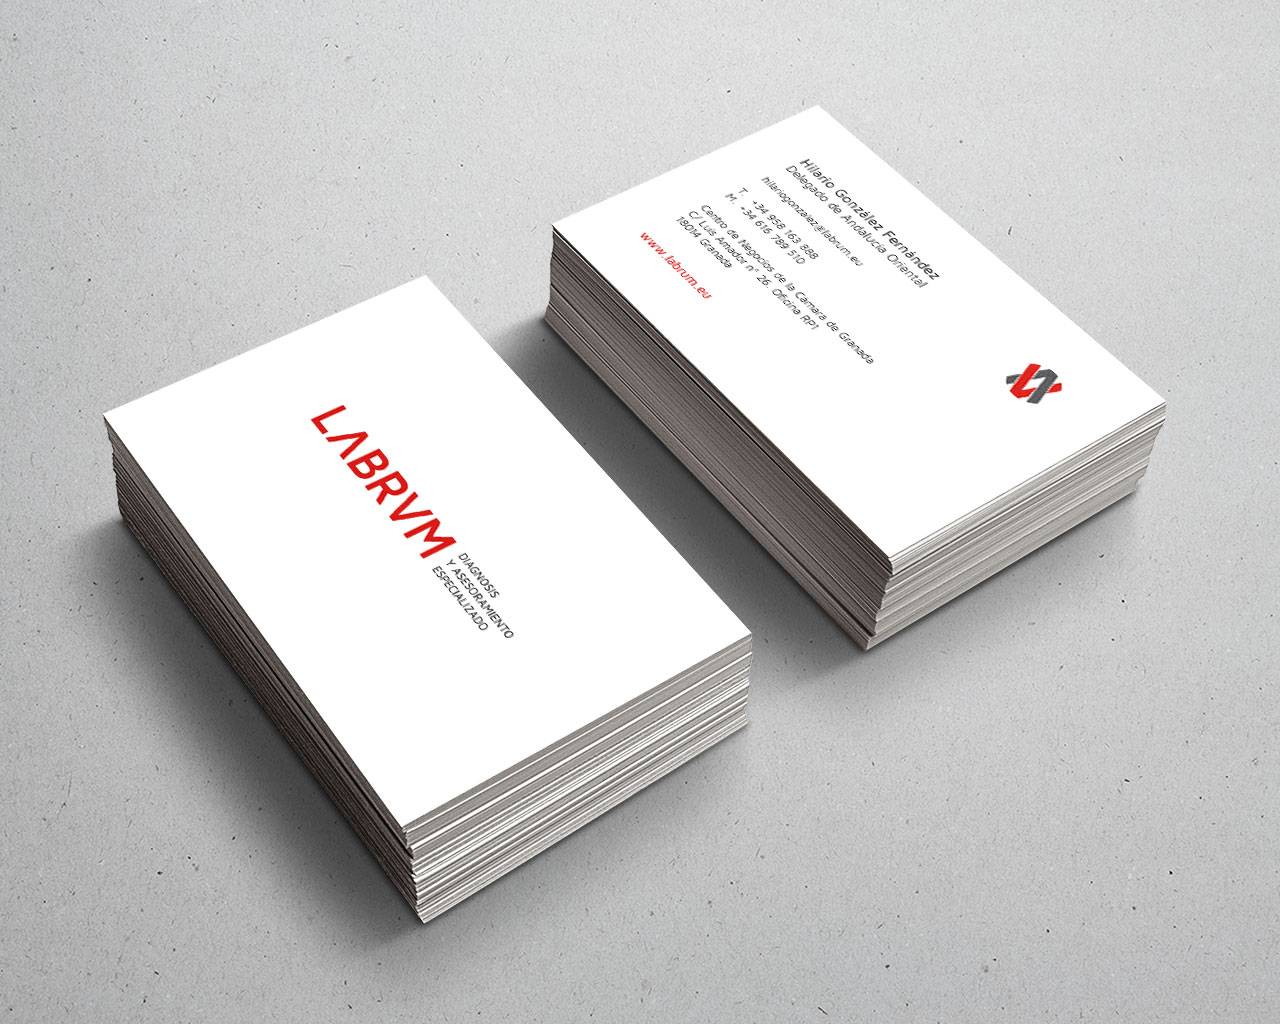 LABRVM
DIAGNOSIS
Y ASESORAMIENTO
ESPECIALIZADO
Hilario González Fernández
Delegado de Andalucía Oriental
hilariogonzalez@labrum.eu
T. +34 958 163 888
M. +34 616 789 510
Centro de Negocios de la Camara de Granada
C/ Luis Amador nº 26. Oficina RP1
18014 Granada
www.labrum.eu